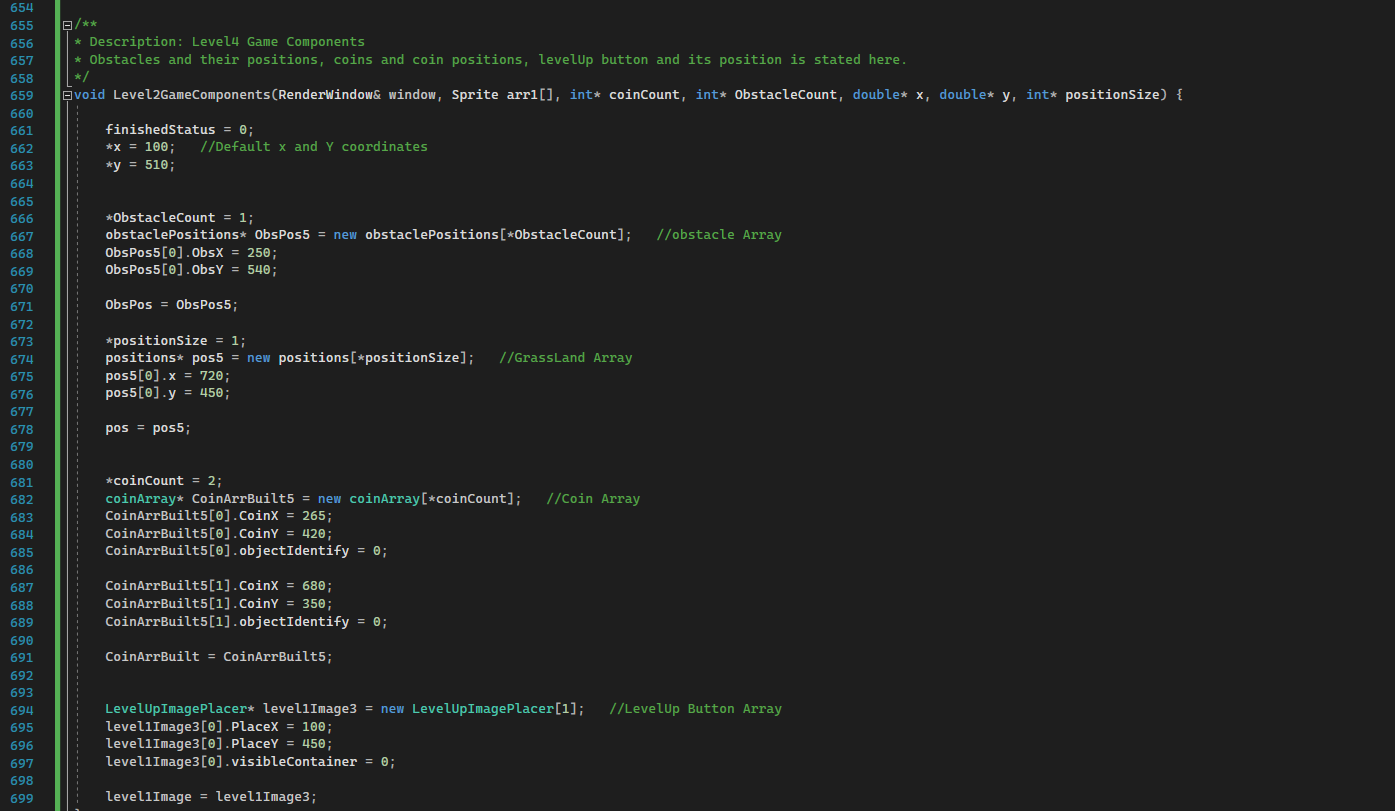 654
655 /**
656 * Description: Level4 Game Components
657 * Obstacles and their positions, coins and coin positions, levelUp button and its position is stated here.
658 */
659 void Level2GameComponents(RenderWindow& window, Sprite arr1[], int* coinCount, int* ObstacleCount, double* x, double* y, int* positionSize) {
660
661 finishedStatus = 0;
662 *x = 100;   //Default x and Y coordinates
663 *y = 510;
664
665
666 *ObstacleCount = 1;
667 obstaclePositions* ObsPos5 = new obstaclePositions[*ObstacleCount];   //obstacle Array
668 ObsPos5[0].ObsX = 250;
669 ObsPos5[0].ObsY = 540;
670
671 ObsPos = ObsPos5;
672
673 *positionSize = 1;
674 positions* pos5 = new positions[*positionSize];   //GrassLand Array
675 pos5[0].x = 720;
676 pos5[0].y = 450;
677
678 pos = pos5;
679
680
681 *coinCount = 2;
682 coinArray* CoinArrBuilt5 = new coinArray[*coinCount];   //Coin Array
683 CoinArrBuilt5[0].CoinX = 265;
684 CoinArrBuilt5[0].CoinY = 420;
685 CoinArrBuilt5[0].objectIdentify = 0;
686
687 CoinArrBuilt5[1].CoinX = 680;
688 CoinArrBuilt5[1].CoinY = 350;
689 CoinArrBuilt5[1].objectIdentify = 0;
690
691 CoinArrBuilt = CoinArrBuilt5;
692
693
694 LevelUpImagePlacer* level1Image3 = new LevelUpImagePlacer[1];   //LevelUp Button Array
695 level1Image3[0].PlaceX = 100;
696 level1Image3[0].PlaceY = 450;
697 level1Image3[0].visibleContainer = 0;
698
699 level1Image = level1Image3;